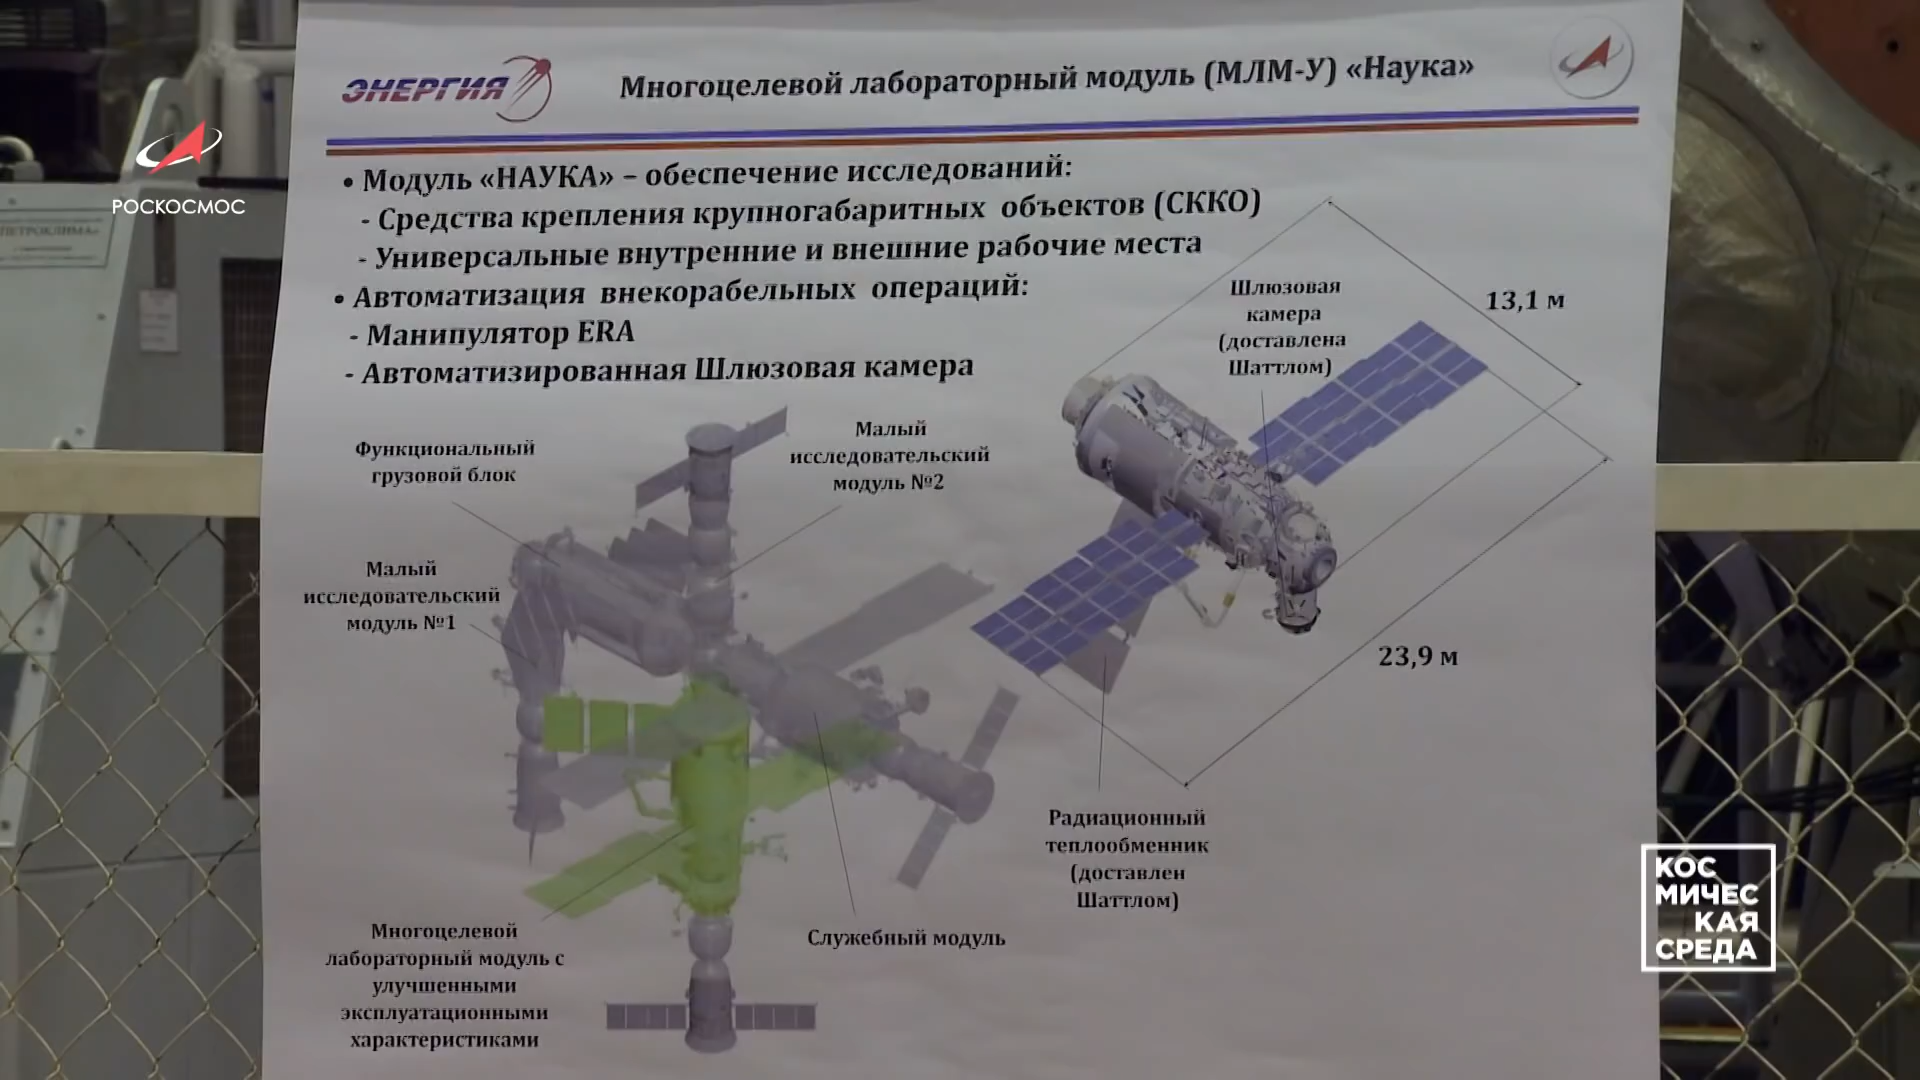 ЭНЕРГИЯ
Многоцелевой лабораторный модуль (МЛМ-У) «Наука»
РОСКОСМОС
• Модуль «НАУКА» – обеспечение исследований:
- Средства крепления крупногабаритных объектов (СККО)
- Универсальные внутренние и внешние рабочие места
• Автоматизация внекорабельных операций:
- Манипулятор ERA
- Автоматизированная Шлюзовая камера
Шлюзовая
камера
(доставлена
Шаттлом)
13,1 м
Функциональный
грузовой блок
Малый
исследовательский
модуль №2
Малый
исследовательский
модуль №1
23,9 м
Радиационный
теплообменник
(доставлен
Шаттлом)
Служебный модуль
Многоцелевой
лабораторный модуль с
улучшенными
эксплуатационными
характеристиками
КОС
МИЧЕС
КАЯ
СРЕДА